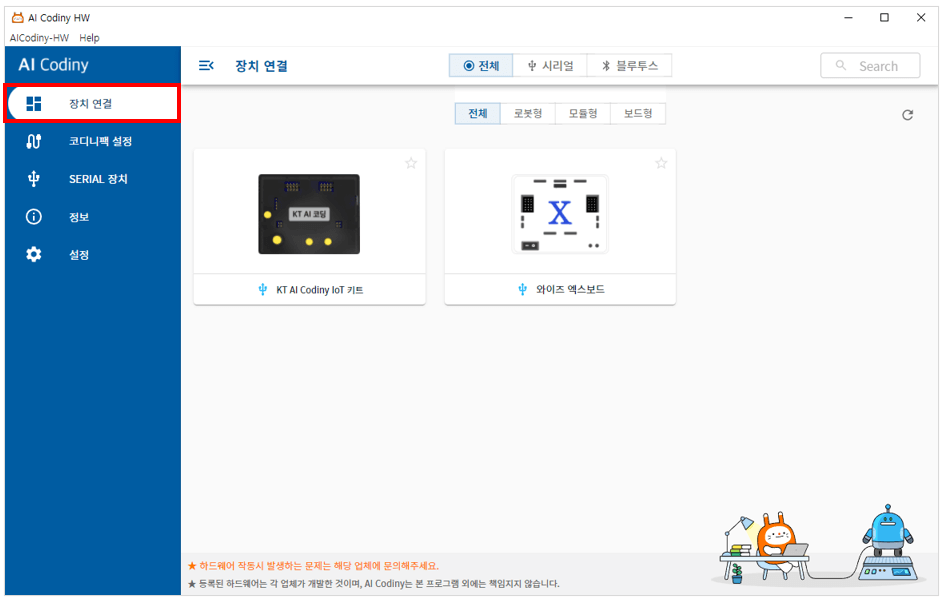 AI Codiny HW
AICodiny-HW Help
AI Codiny
장치 연결
전체 시리얼 블루투스
Search
장치 연결
코디니팩 설정
SERIAL 장치
정보
설정
전체 로봇형 모듈형 보드형
KT AI 코딩
X
KT AI Codiny IoT 키트
와이즈 엑스보드
★ 하드웨어 작동시 발생하는 문제는 해당 업체에 문의해주세요.
★ 등록된 하드웨어는 각 업체가 개발한 것이며, AI Codiny는 본 프로그램 외에는 책임지지 않습니다.